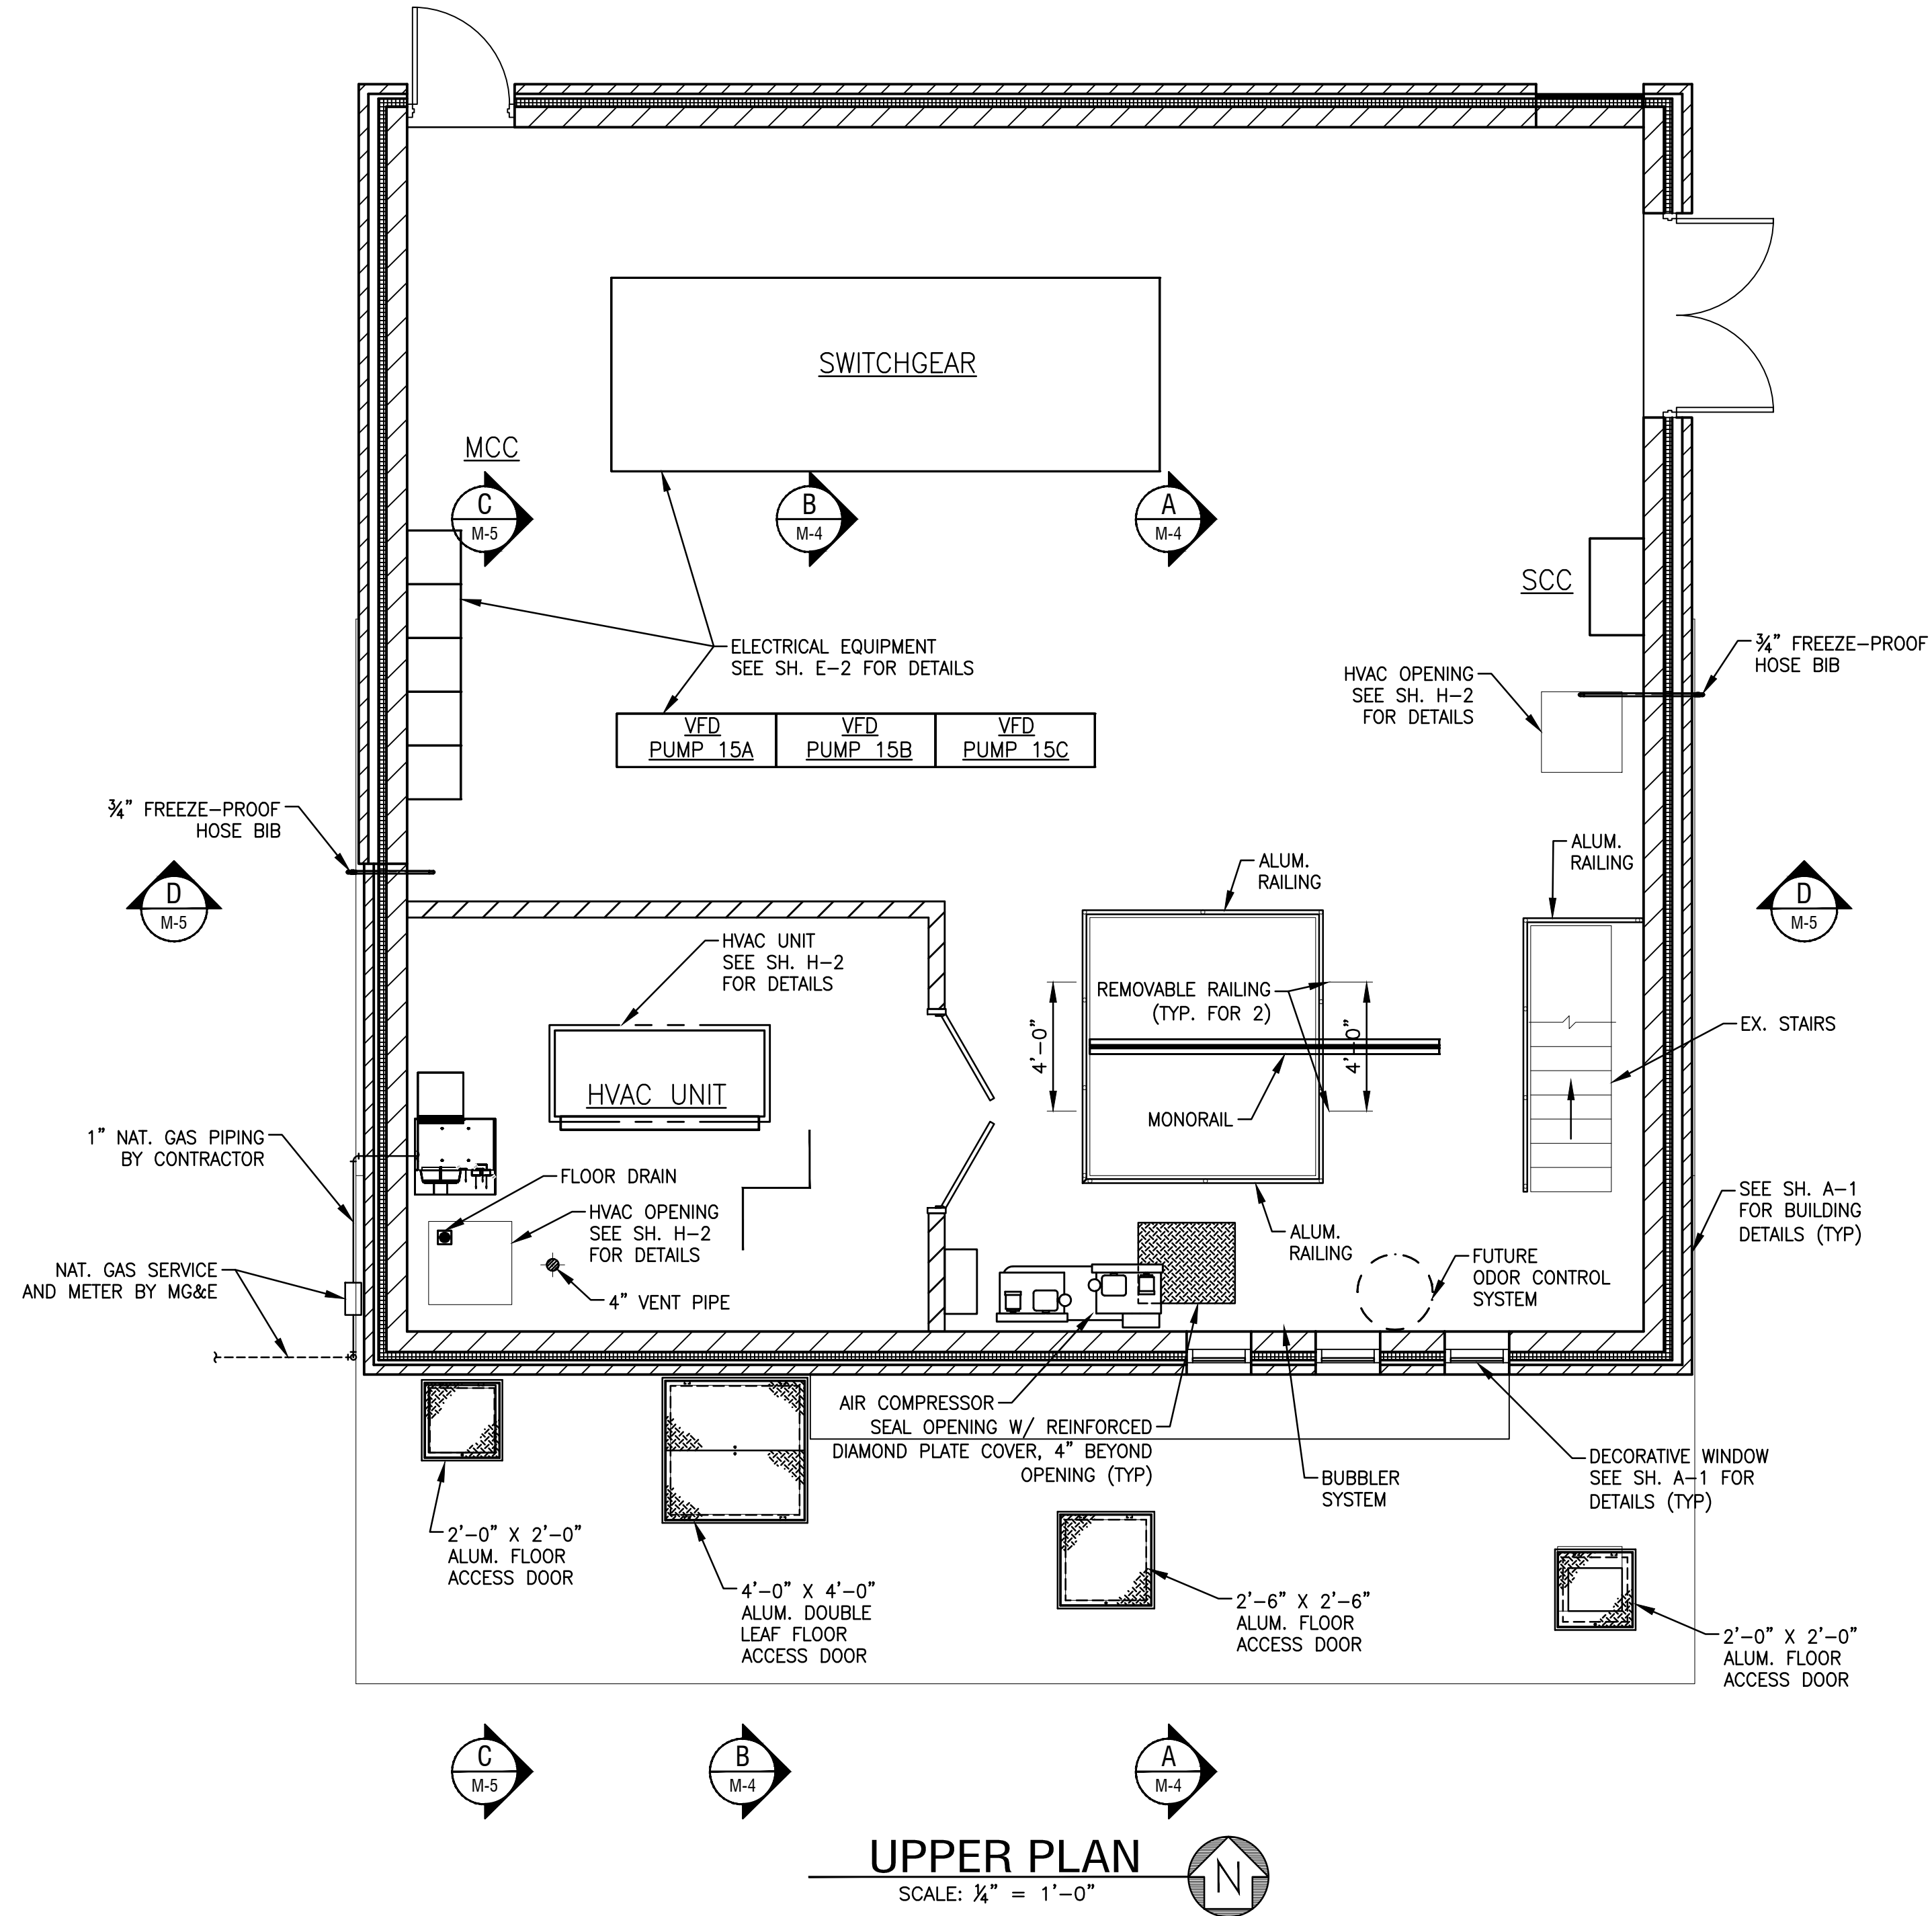 SWITCHGEAR
MCC
C
M-5
B
M-4
A
M-4
SCC
ELECTRICAL EQUIPMENT
SEE SH. E-2 FOR DETAILS
¾" FREEZE-PROOF
HOSE BIB
HVAC OPENING
SEE SH. H-2
FOR DETAILS
VFD
PUMP 15A
VFD
PUMP 15B
VFD
PUMP 15C
¾" FREEZE-PROOF
HOSE BIB
D
M-5
ALUM.
RAILING
ALUM.
RAILING
D
M-5
HVAC UNIT
SEE SH. H-2
FOR DETAILS
REMOVABLE RAILING
(TYP. FOR 2)
4'-0"
4'-0"
EX. STAIRS
HVAC UNIT
MONORAIL
1" NAT. GAS PIPING
BY CONTRACTOR
FLOOR DRAIN
HVAC OPENING
SEE SH. H-2
FOR DETAILS
SEE SH. A-1
FOR BUILDING
DETAILS (TYP)
ALUM.
RAILING
FUTURE
ODOR CONTROL
SYSTEM
NAT. GAS SERVICE
AND METER BY MG&E
4" VENT PIPE
AIR COMPRESSOR
SEAL OPENING W/ REINFORCED
DIAMOND PLATE COVER, 4" BEYOND
OPENING (TYP)
BUBBLER
SYSTEM
DECORATIVE WINDOW
SEE SH. A-1 FOR
DETAILS (TYP)
2'-0" X 2'-0"
ALUM. FLOOR
ACCESS DOOR
4'-0" X 4'-0"
ALUM. DOUBLE
LEAF FLOOR
ACCESS DOOR
2'-6" X 2'-6"
ALUM. FLOOR
ACCESS DOOR
2'-0" X 2'-0"
ALUM. FLOOR
ACCESS DOOR
C
M-5
B
M-4
A
M-4
UPPER PLAN
N
SCALE: ¼" = 1'-0"